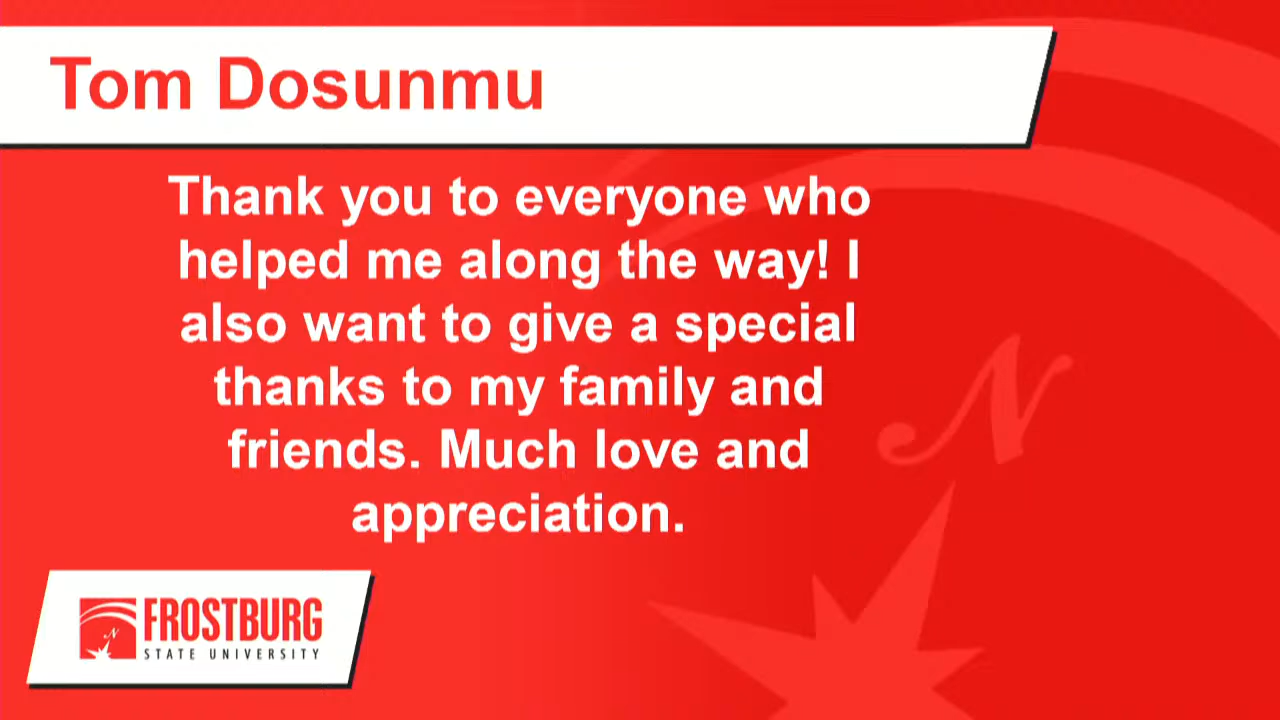 Tom Dosunmu
Thank you to everyone who
helped me along the way! I
also want to give a special
thanks to my family and
friends. Much love and
appreciation.
N
N
FROSTBURG
STATE UNIVERSITY